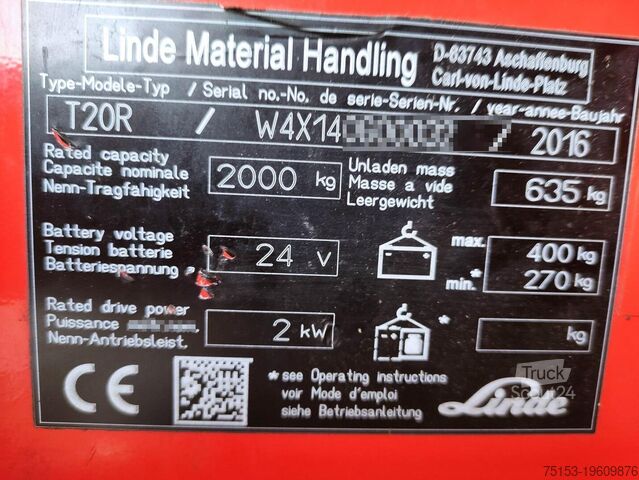 Linde Material Handling
D-63743 Aschaffenburg
Carl-von-Linde-Platz
Type-Modele-Typ / Serial no.-No. de serie-Serien-Nr. / year-annee-Baujahr
T20R / W4X14 / 2016
Rated capacity
Capacite nominale
Nenn-Tragfähigkeit
2000 kg
Unladen mass
Masse a vide
Leergewicht
635 kg
Battery voltage
Tension batterie
Batteriespannung
24 V
max. 400 kg
* min. 270 kg
Rated drive power
Puissance
Nenn-Antriebsleist.
2 kW
* kg
CE
* see Operating instructions
voir Mode d'emploi
siehe Betriebsanleitung
Linde
Truck
Scout24
75153-19609876